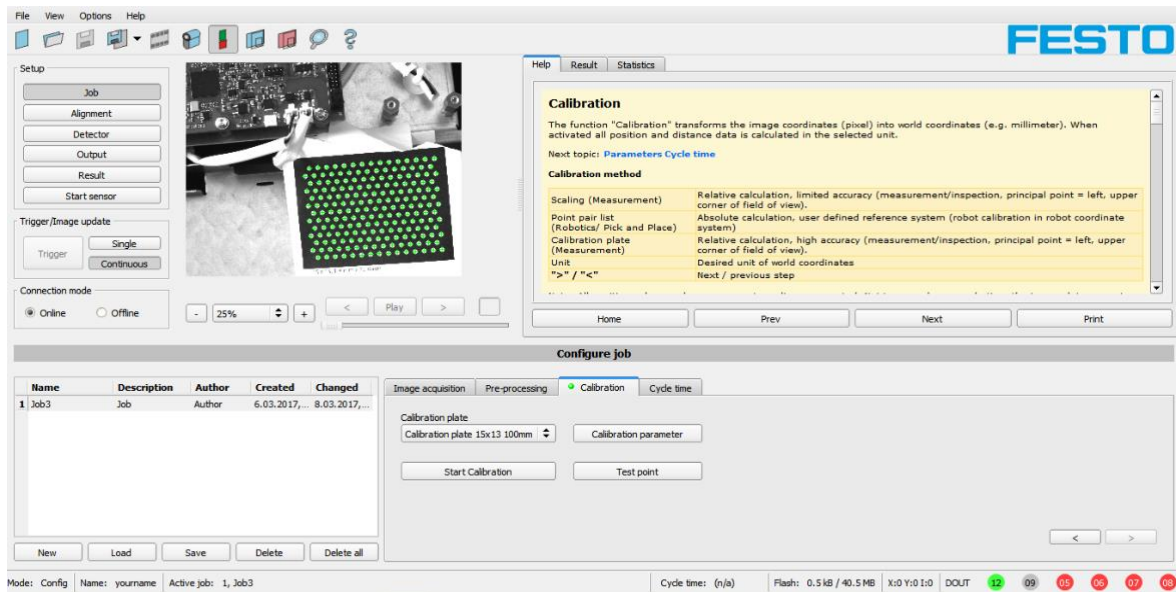 File View Options Help
FESTO
Setup
Job
Alignment
Detector
Output
Result
Start sensor
Trigger/Image update
Trigger
Single
Continuous
Connection mode
Online Offline
- 25% +
< Play >
Help Result Statistics
Calibration
The function "Calibration" transforms the image coordinates (pixel) into world coordinates (e.g. millimeter). When
activated all position and distance data is calculated in the selected unit.
Next topic: Parameters Cycle time
Calibration method
Scaling (Measurement) Relative calculation, limited accuracy (measurement/inspection, principal point = left, upper
corner of field of view).
Point pair list Absolute calculation, user defined reference system (robot calibration in robot coordinate
(Robotics/ Pick and Place) system)
Calibration plate Relative calculation, high accuracy (measurement/inspection, principal point = left, upper
(Measurement) corner of field of view).
Unit Desired unit of world coordinates
">" / "<" Next / previous step
Home Prev Next Print
Configure job
Name Description Author Created Changed
1 Job3 Job Author 6.03.2017,... 8.03.2017,...
New Load Save Delete Delete all
Image acquisition Pre-processing Calibration Cycle time
Calibration plate
Calibration plate 15x13 100mm Calibration parameter
Start Calibration Test point
< >
Mode: Config Name: yourname Active job: 1, Job3 Cycle time: (n/a) Flash: 0.5 kB / 40.5 MB X:0 Y:0 I:0 DOUT 12 09 05 06 07 08